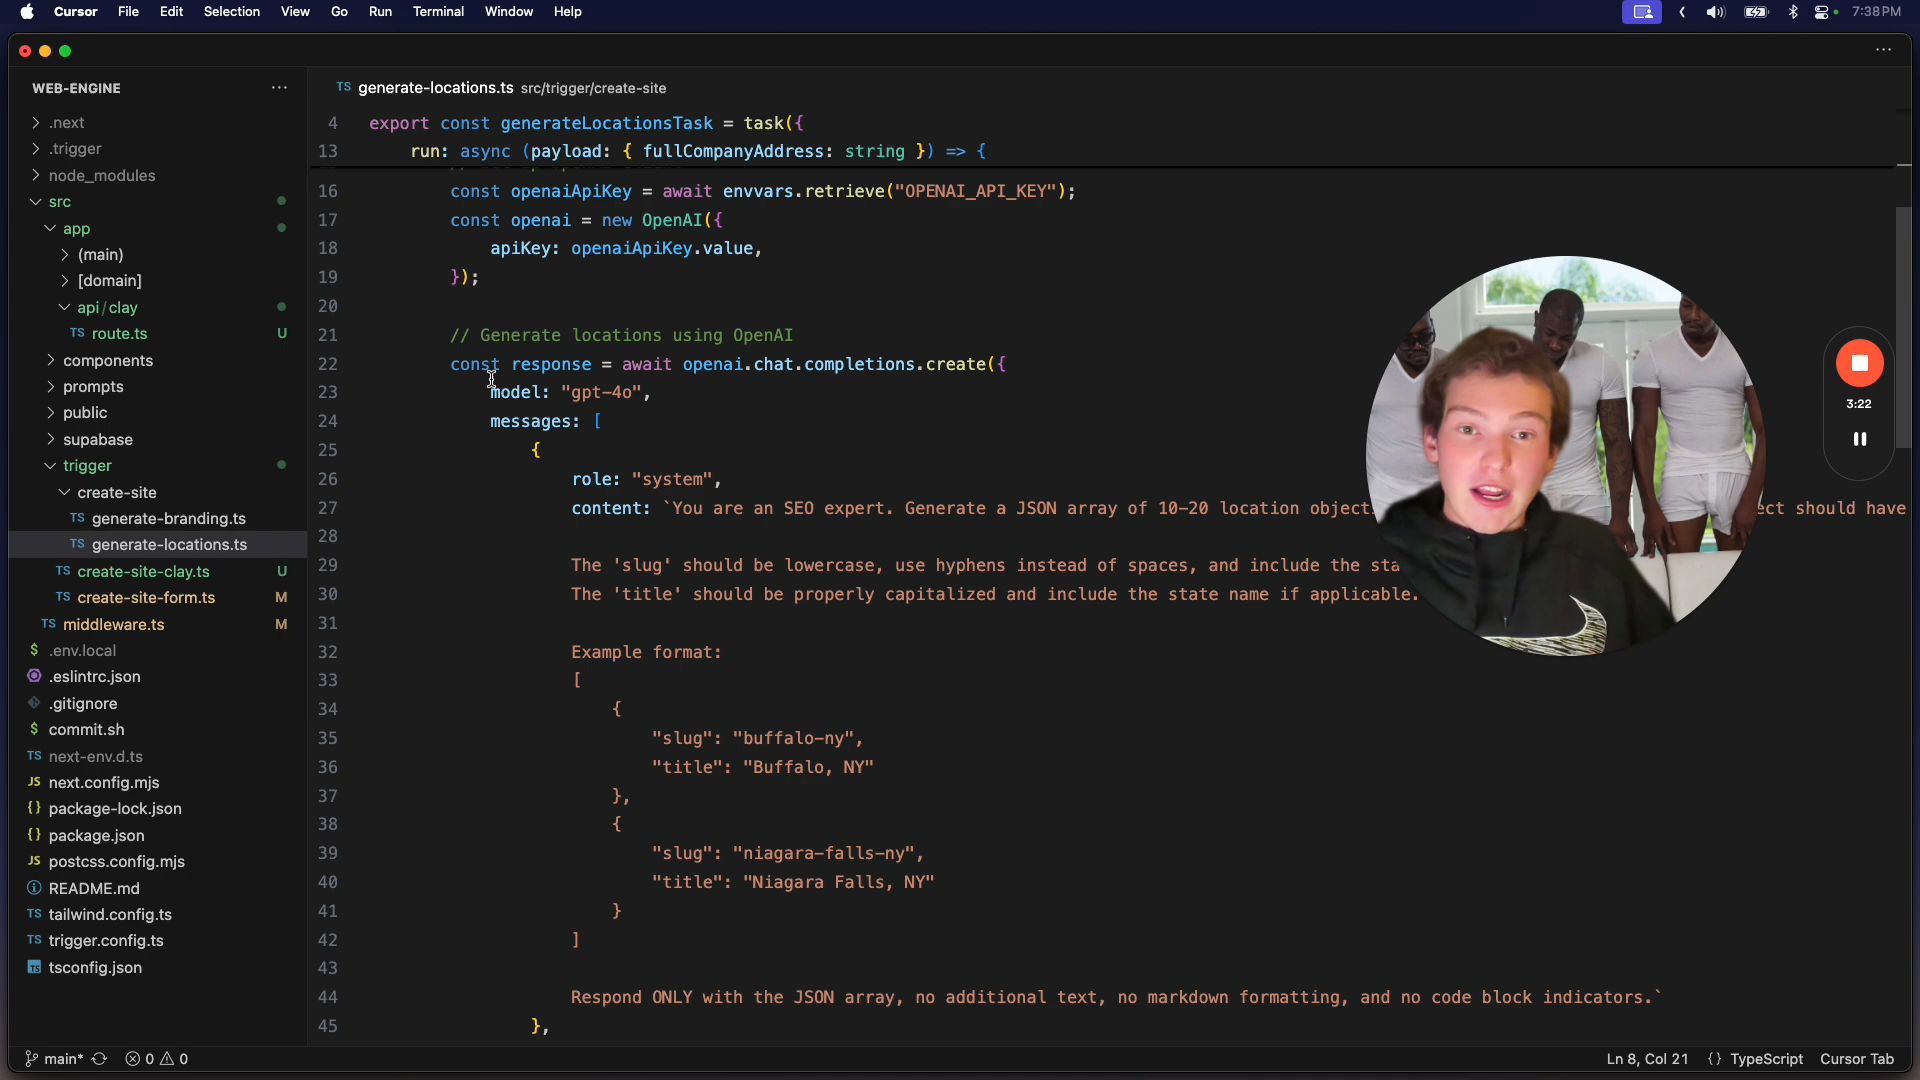 Cursor File Edit Selection View Go Run Terminal Window Help 7:38PM
WEB-ENGINE
.next
.trigger
node_modules
src
app
(main)
[domain]
api/clay
TS route.ts U
components
prompts
public
supabase
trigger
create-site
TS generate-branding.ts
TS generate-locations.ts
TS create-site-clay.ts U
TS create-site-form.ts M
TS middleware.ts M
$ .env.local
.eslintrc.json
.gitignore
$ commit.sh
TS next-env.d.ts
JS next.config.mjs
{} package-lock.json
{} package.json
JS postcss.config.mjs
README.md
TS tailwind.config.ts
TS trigger.config.ts
TS tsconfig.json
TS generate-locations.ts src/trigger/create-site
4 export const generateLocationsTask = task({
13 run: async (payload: { fullCompanyAddress: string }) => {
16 const openaiApiKey = await envvars.retrieve("OPENAI_API_KEY");
17 const openai = new OpenAI({
18 apiKey: openaiApiKey.value,
19 });
20
21 // Generate locations using OpenAI
22 const response = await openai.chat.completions.create({
23 model: "gpt-4o",
24 messages: [
25 {
26 role: "system",
27 content: `You are an SEO expert. Generate a JSON array of 10-20 location object should have
28
29 The 'slug' should be lowercase, use hyphens instead of spaces, and include the
30 The 'title' should be properly capitalized and include the state name if applicable.
31
32 Example format:
33 [
34 {
35 "slug": "buffalo-ny",
36 "title": "Buffalo, NY"
37 },
38 {
39 "slug": "niagara-falls-ny",
40 "title": "Niagara Falls, NY"
41 }
42 ]
43
44 Respond ONLY with the JSON array, no additional text, no markdown formatting, and no code block indicators.`
45 },
3:22
main* 0 0 Ln 8, Col 21 {} TypeScript Cursor Tab